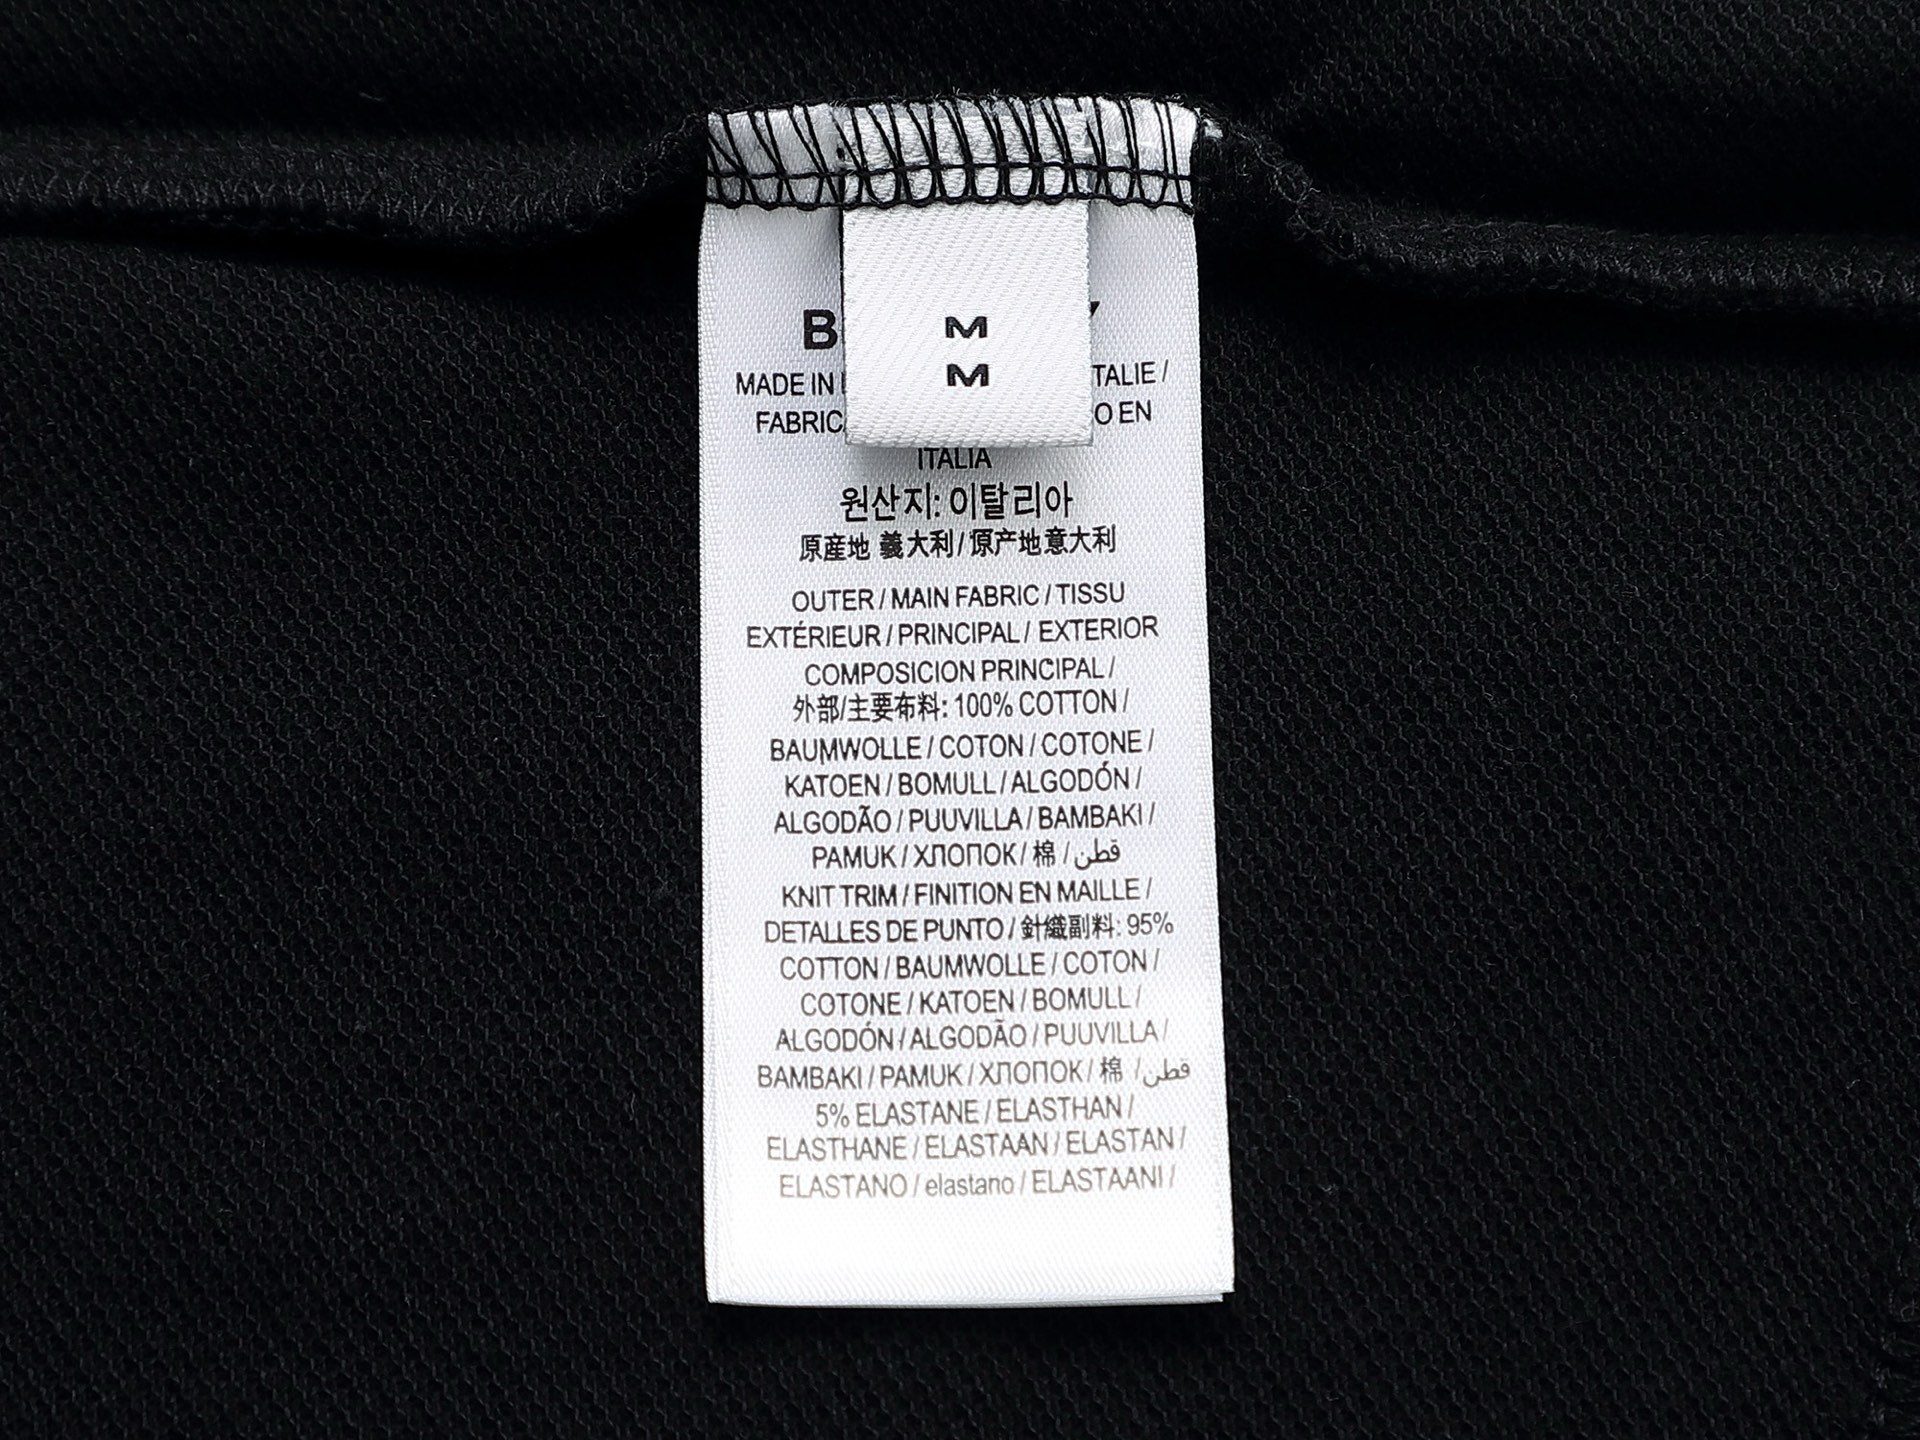 M
M
MADE IN
TALIE /
O EN
ITALIA
원산지: 이탈리아
原産地 義大利 / 原产地意大利
OUTER / MAIN FABRIC / TISSU
EXTÉRIEUR / PRINCIPAL / EXTERIOR
COMPOSICION PRINCIPAL /
外部/主要布料: 100% COTTON /
BAUMWOLLE / COTON / COTONE /
KATOEN / BOMULL / ALGODÓN /
ALGODÃO / PUUVILLA / BAMBAKI /
PAMUK / ХЛОПОК / 棉 / قطن
KNIT TRIM / FINITION EN MAILLE /
DETALLES DE PUNTO / 針織副料: 95%
COTTON / BAUMWOLLE / COTON /
COTONE / KATOEN / BOMULL /
ALGODÓN / ALGODÃO / PUUVILLA /
BAMBAKI / PAMUK / ХЛОПОК / 棉 / قطن
5% ELASTANE / ELASTHAN /
ELASTHANE / ELASTAAN / ELASTAN /
ELASTANO / elastano / ELASTAANI /